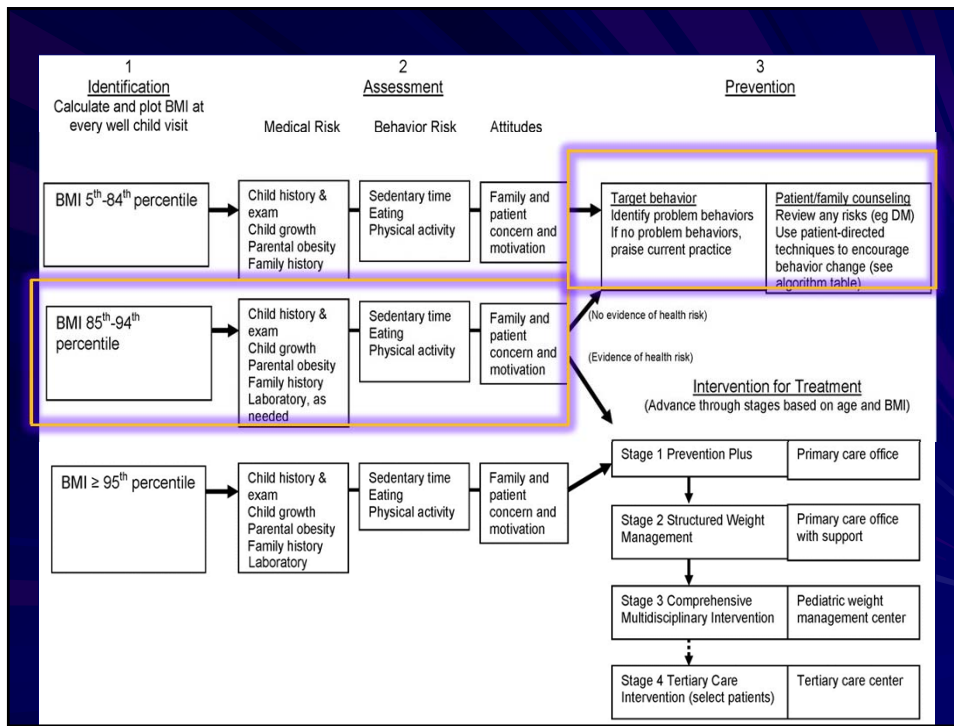 1
Identification
Calculate and plot BMI at
every well child visit
2
Assessment
Medical Risk
Behavior Risk
Attitudes
3
Prevention
BMI 5th-84th percentile
Child history &
exam
Child growth
Parental obesity
Family history
Sedentary time
Eating
Physical activity
Family and
patient
concern and
motivation
Target behavior
Identify problem behaviors
If no problem behaviors,
praise current practice
Patient/family counseling
Review any risks (eg DM)
Use patient-directed
techniques to encourage
behavior change (see
algorithm table)
BMI 85th-94th
percentile
Child history &
exam
Child growth
Parental obesity
Family history
Laboratory, as
needed
Sedentary time
Eating
Physical activity
Family and
patient
concern and
motivation
(No evidence of health risk)
(Evidence of health risk)
Intervention for Treatment
(Advance through stages based on age and BMI)
BMI ≥ 95th percentile
Child history &
exam
Child growth
Parental obesity
Family history
Laboratory
Sedentary time
Eating
Physical activity
Family and
patient
concern and
motivation
Stage 1 Prevention Plus
Primary care office
Stage 2 Structured Weight
Management
Primary care office
with support
Stage 3 Comprehensive
Multidisciplinary Intervention
Pediatric weight
management center
Stage 4 Tertiary Care
Intervention (select patients)
Tertiary care center